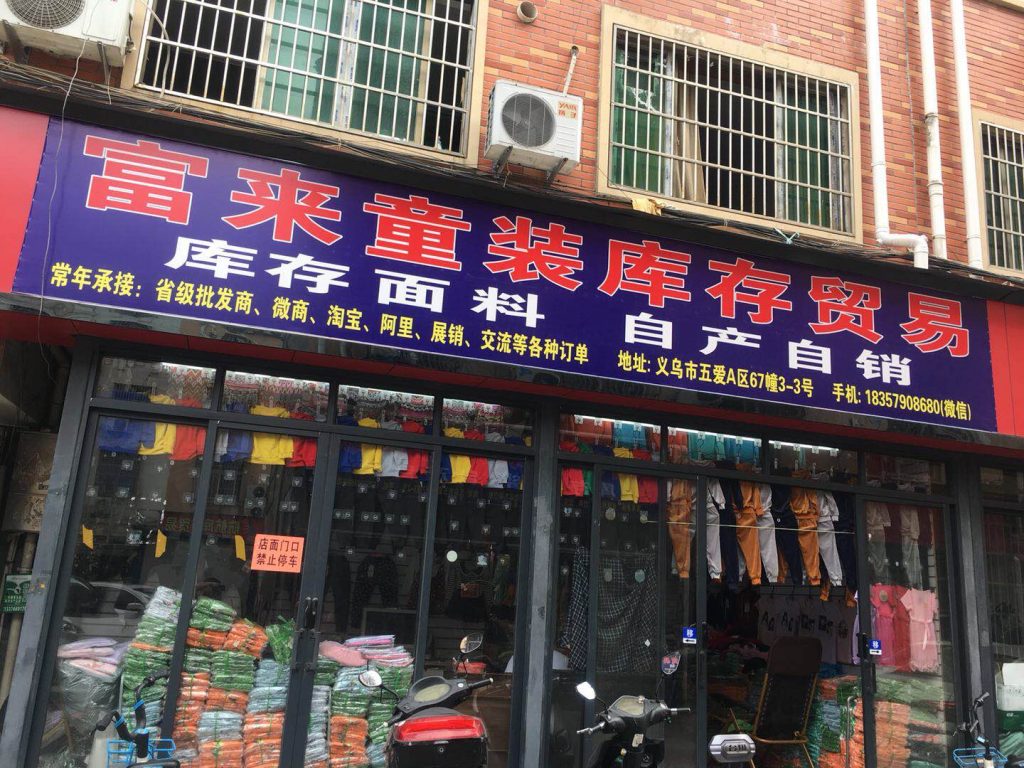 富来童装库存贸易
库存面料 自产自销
常年承接：省级批发商、微商、淘宝、阿里、展销、交流等各种订单 地址: 义乌市五爱A区67幢3-3号 手机: 18357908680(微信)
店面门口
禁止停车
移
移